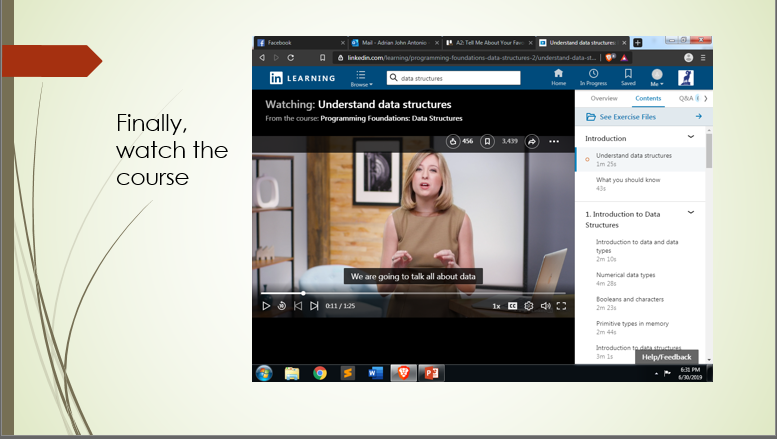 Finally,
watch the
course
Facebook
Mail - Adrian John Antonio
A2: Tell Me About Your Fav
Understand data structures
linkedin.com/learning/programming-foundations-data-structures-2/understand-data-st...
in LEARNING
Browse
data structures
Home
In Progress
Saved
Me
Watching: Understand data structures
From the course: Programming Foundations: Data Structures
456
3,439
We are going to talk all about data
0:11 / 1:25
1x
CC
Overview
Contents
Q&A
See Exercise Files
Introduction
Understand data structures
1m 25s
What you should know
43s
1. Introduction to Data
Structures
Introduction to data and data
types
2m 10s
Numerical data types
4m 28s
Booleans and characters
2m 23s
Primitive types in memory
2m 44s
Introduction to data structures
3m 1s
Help/Feedback
6:31 PM
6/30/2019